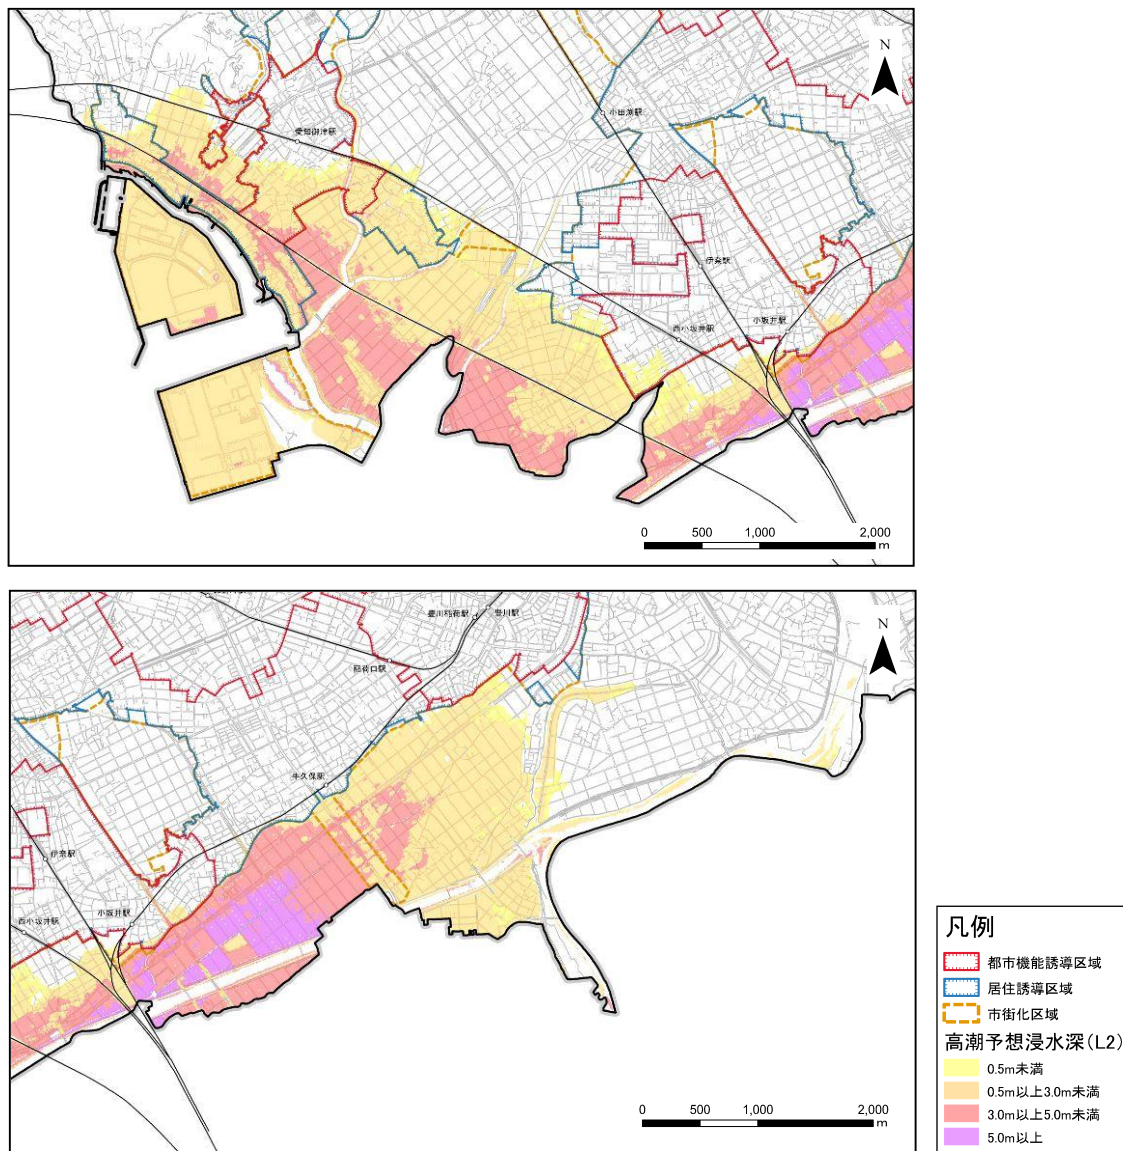 N
小田渕駅
愛知御津駅
伊奈駅
小坂井駅
西小坂井駅
0 500 1,000 2,000
m
豊川稲荷駅
豊川駅
N
稲荷口駅
牛久保駅
伊奈駅
小坂井駅
西小坂井駅
0 500 1,000 2,000
m
凡例
都市機能誘導区域
居住誘導区域
市街化区域
高潮予想浸水深(L2)
0.5m未満
0.5m以上3.0m未満
3.0m以上5.0m未満
5.0m以上